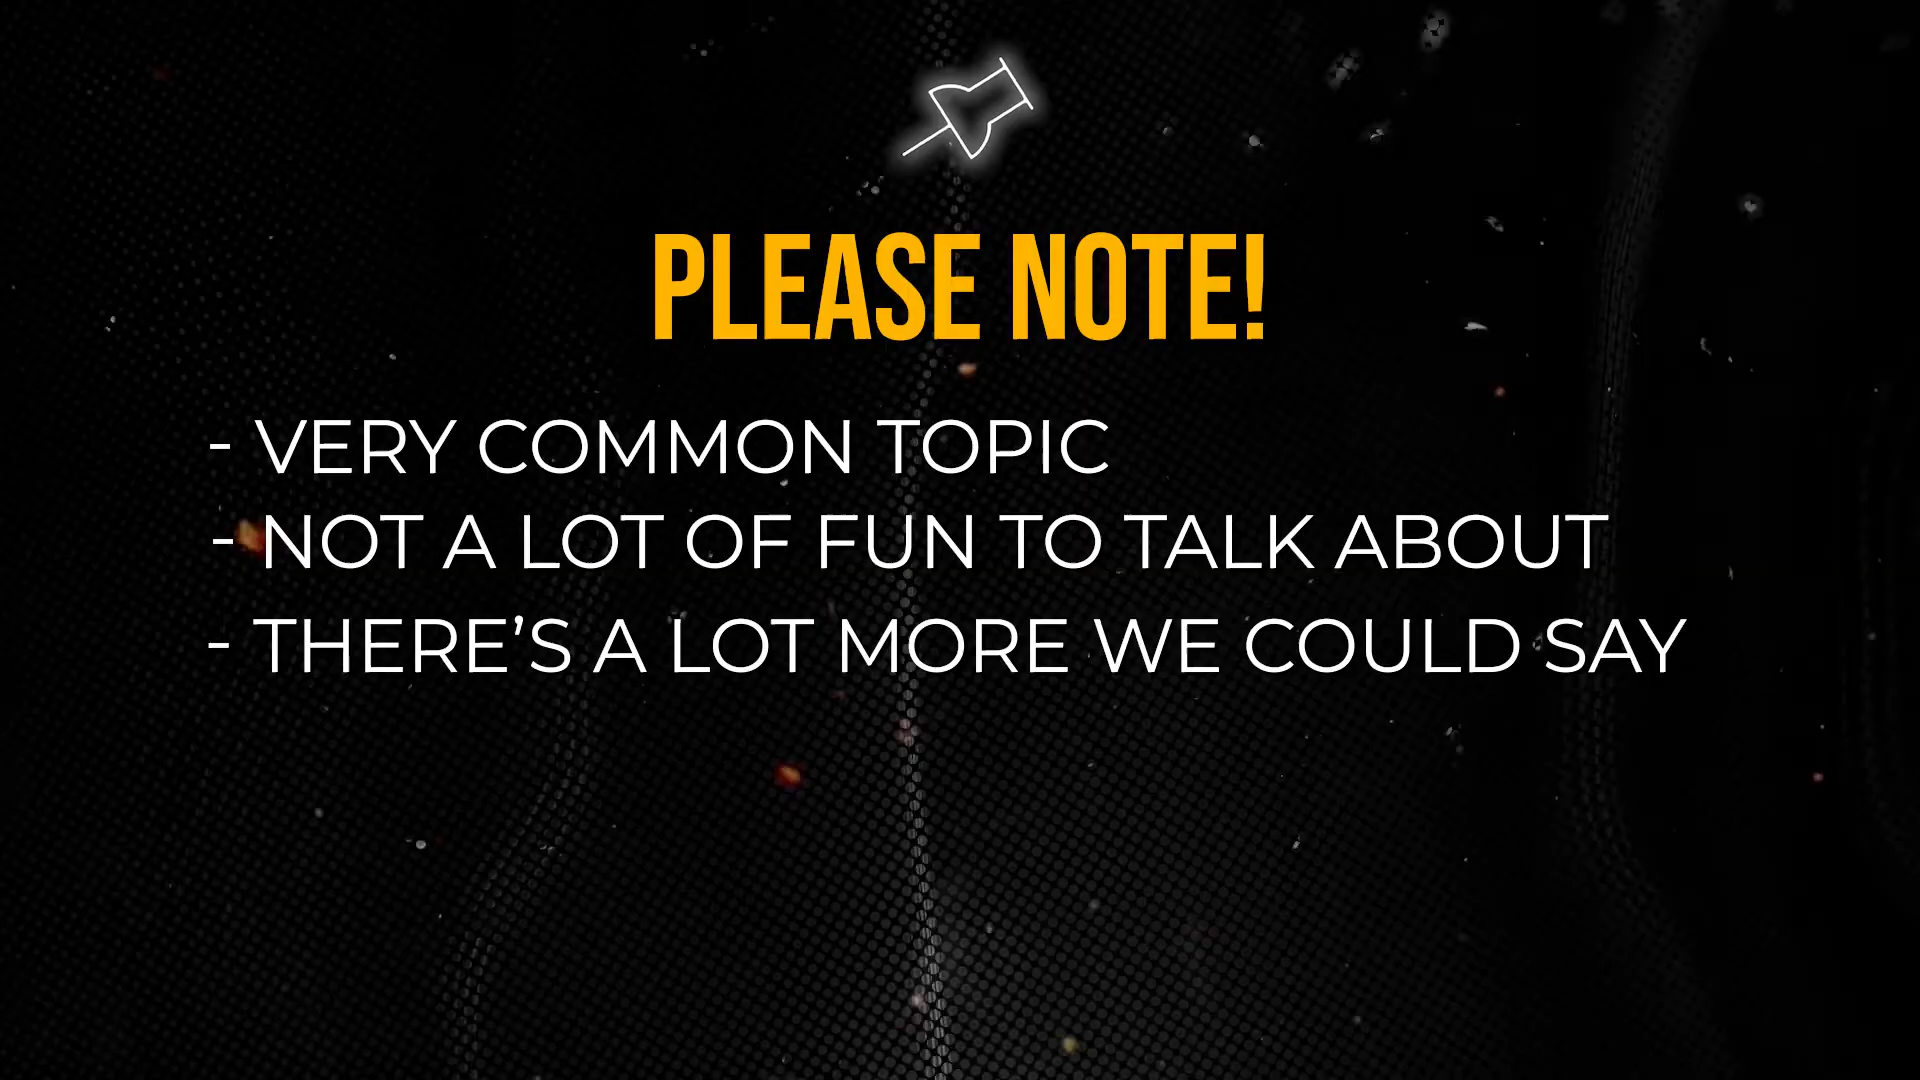 PLEASE NOTE!
- VERY COMMON TOPIC
- NOT A LOT OF FUN TO TALK ABOUT
- THERE’S A LOT MORE WE COULD SAY